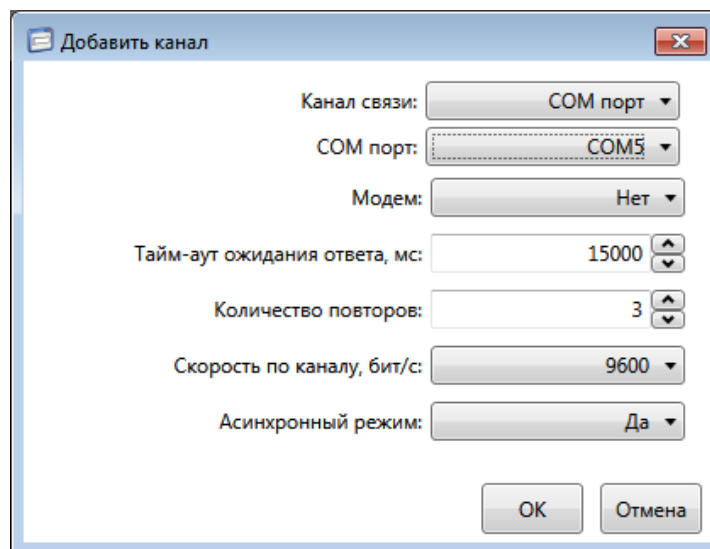 Добавить канал
Канал связи: COM порт
COM порт: COM5
Модем: Нет
Тайм-аут ожидания ответа, мс: 15000
Количество повторов: 3
Скорость по каналу, бит/с: 9600
Асинхронный режим: Да
OK Отмена